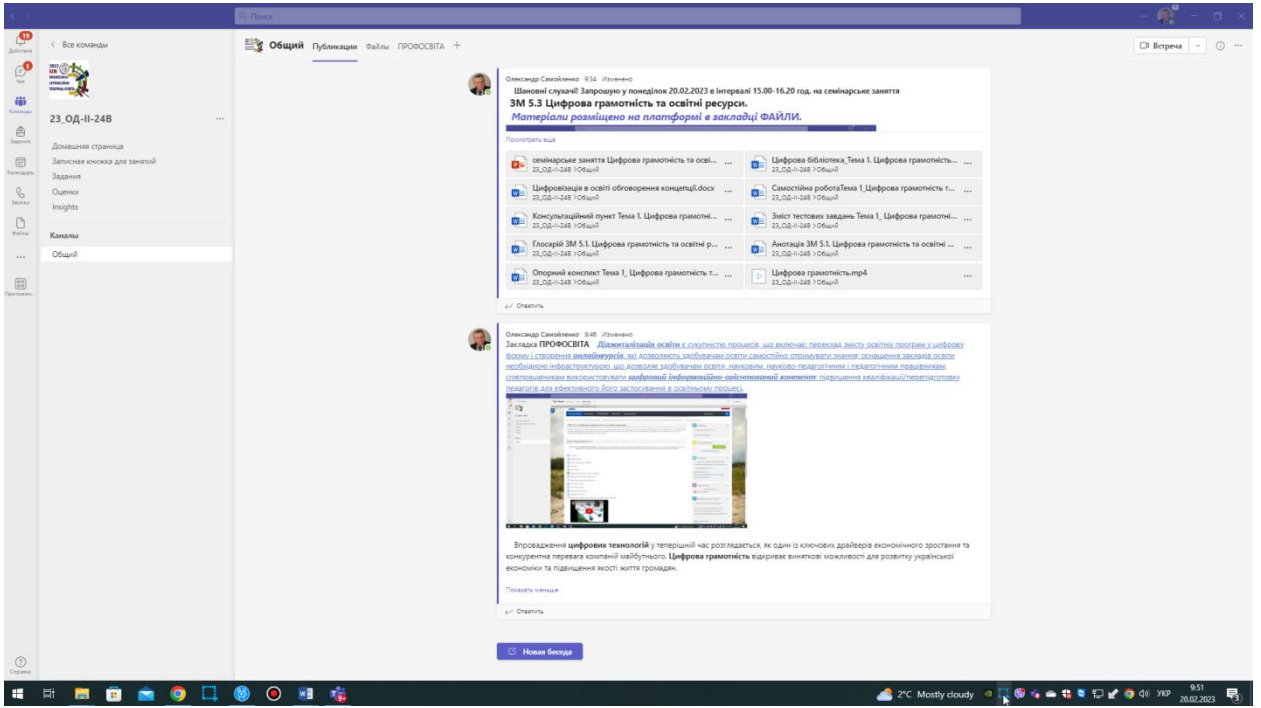 Поиск
19
Действия
Чат
Команды
Задания
Календарь
Звонки
Файлы
Справка
Все команды
23_ОД-ІІ-24В
Домашняя страница
Записная книжка для занятий
Задания
Оценки
Insights
Каналы
Общий
Общий Публикации Файлы ПРОФОСВІТА +
Встреча
Олександр Самойленко 9:34 Изменено
Шановні слухачі! Запрошую у понеділок 20.02.2023 в інтервалі 15.00-16.20 год. на семінарське заняття
ЗМ 5.3 Цифрова грамотність та освітні ресурси.
Матеріали розміщено на платформі в закладці ФАЙЛИ.
Посмотреть еще
семінарське заняття Цифрова грамотність та осві... ...
23_ОД-ІІ-24В > Общий
Цифрова бібліотека_Тема 1. Цифрова грамотність... ...
23_ОД-ІІ-24В > Общий
Цифровізація в освіті обговорення концепції.docx ...
23_ОД-ІІ-24В > Общий
Самостійна роботаТема 1_Цифрова грамотність т... ...
23_ОД-ІІ-24В > Общий
Консультаційний пункт Тема 1. Цифрова грамотні... ...
23_ОД-ІІ-24В > Общий
Зміст тестових завдань Тема 1_ Цифрова грамотні... ...
23_ОД-ІІ-24В > Общий
Глосарій ЗМ 5.1. Цифрова грамотність та освітні р... ...
23_ОД-ІІ-24В > Общий
Анотація ЗМ 5.1. Цифрова грамотність та освітні ... ...
23_ОД-ІІ-24В > Общий
Опорний конспект Тема 1_ Цифрова грамотність т... ...
23_ОД-ІІ-24В > Общий
Цифрова грамотність.mp4 ...
23_ОД-ІІ-24В > Общий
Ответить
Олександр Самойленко 9:46 Изменено
Закладка ПРОФОСВІТА Діджиталізація освіти є сукупністю процесів, що включає: переклад змісту освітніх програм у цифрову
форму і створення онлайнкурсів, які дозволяють здобувачам освіти самостійно отримувати знання; оснащення закладів освіти
необхідною інфраструктурою, що дозволяє здобувачам освіти, науковим, науково-педагогічним і педагогічним працівникам,
співпрацівникам використовувати цифровий інформаційно-орієнтований контент; підвищення кваліфікації/перепідготовку
педагогів для ефективного його застосування в освітньому процесі.
Впровадження цифрових технологій у теперішній час розглядається, як один із ключових драйверів економічного зростання та
конкурентна перевага компаній майбутнього. Цифрова грамотність відкриває виняткові можливості для розвитку української
економіки та підвищення якості життя громадян.
Показать меньше
Ответить
Новая беседа
2°C Mostly cloudy
УКР
9:51
20.02.2023